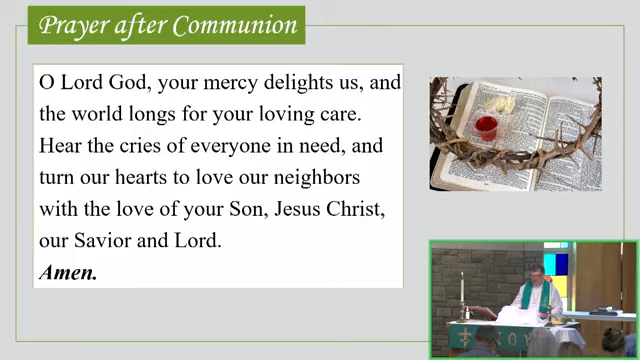 Prayer after Communion
O Lord God, your mercy delights us, and
the world longs for your loving care.
Hear the cries of everyone in need, and
turn our hearts to love our neighbors
with the love of your Son, Jesus Christ,
our Savior and Lord.
Amen.